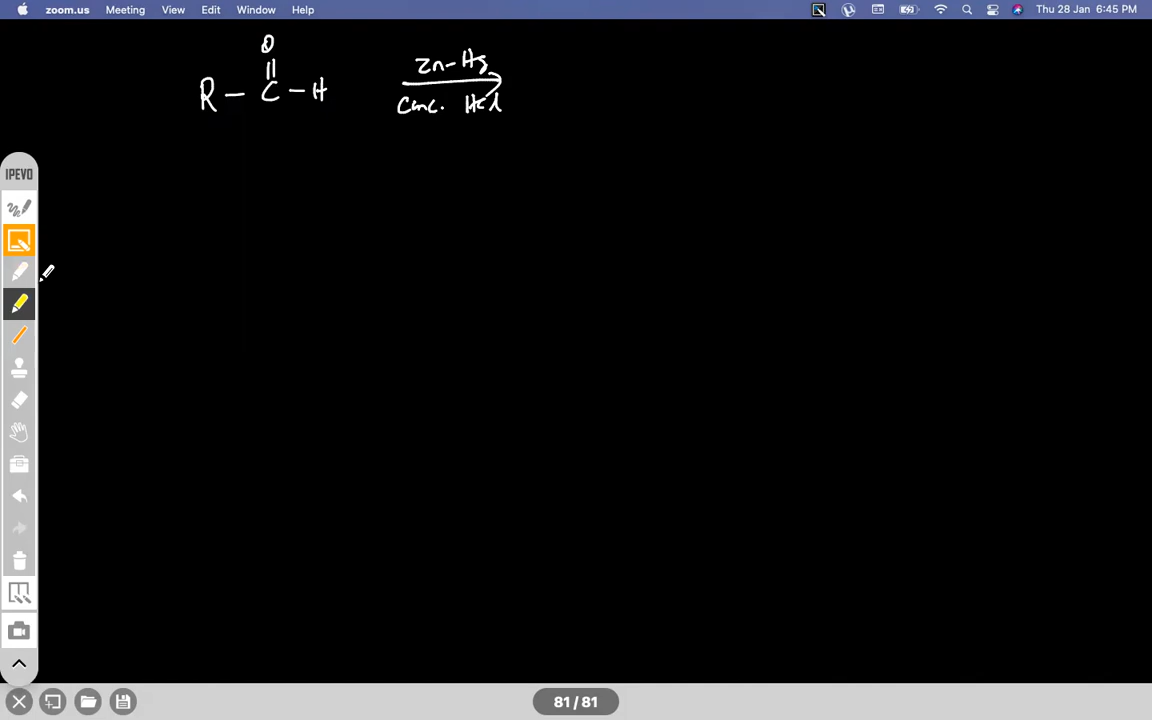 zoom.us Meeting View Edit Window Help Thu 28 Jan 6:45 PM
O
||
R — C — H
Zn-Hg
Conc. HCl
IPEVO
81 / 81